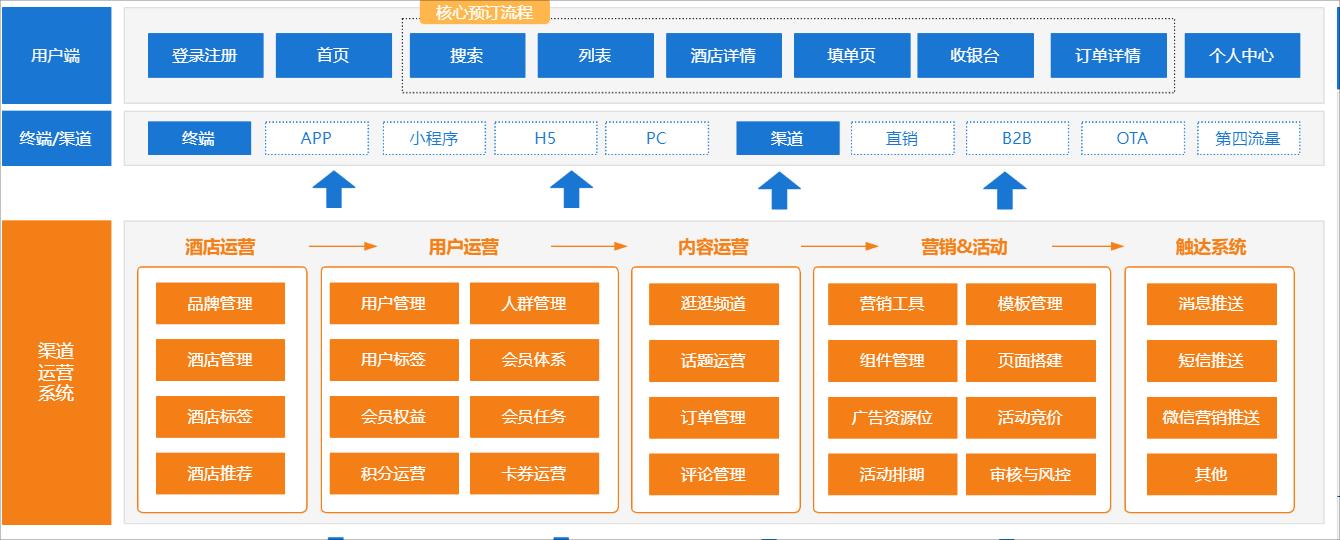 核心预订流程
用户端
登录注册
首页
搜索
列表
酒店详情
填单页
收银台
订单详情
个人中心
终端/渠道
终端
APP
小程序
H5
PC
渠道
直销
B2B
OTA
第四流量
渠道
运营
系统
酒店运营
用户运营
内容运营
营销&活动
触达系统
品牌管理
酒店管理
酒店标签
酒店推荐
用户管理
人群管理
用户标签
会员体系
会员权益
会员任务
积分运营
卡券运营
逛逛频道
话题运营
订单管理
评论管理
营销工具
模板管理
组件管理
页面搭建
广告资源位
活动竞价
活动排期
审核与风控
消息推送
短信推送
微信营销推送
其他